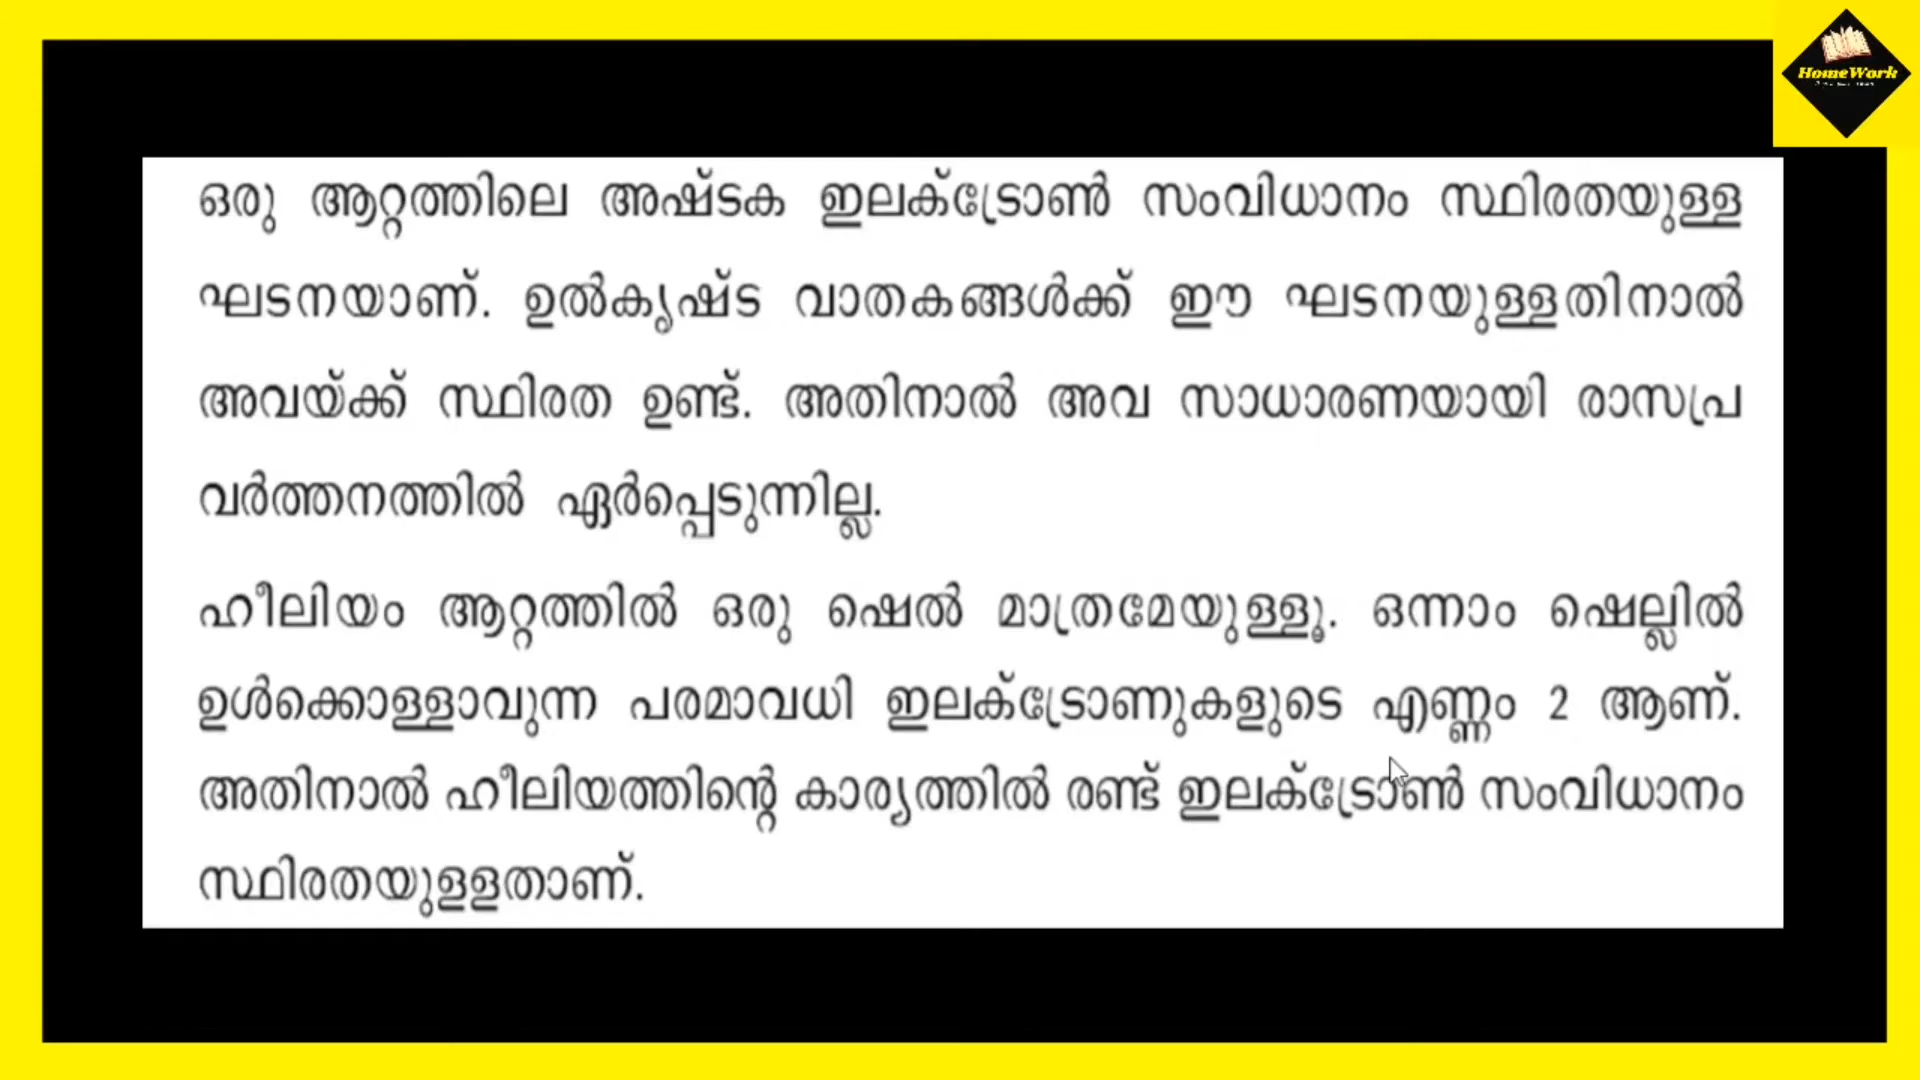 HomeWork
ഒരു ആറ്റത്തിലെ അഷ്ടക ഇലക്ട്രോൺ സംവിധാനം സ്ഥിരതയുള്ള
ഘടനയാണ്. ഉൽകൃഷ്ട വാതകങ്ങൾക്ക് ഈ ഘടനയുള്ളതിനാൽ
അവയ്ക്ക് സ്ഥിരത ഉണ്ട്. അതിനാൽ അവ സാധാരണയായി രാസപ്ര
വർത്തനത്തിൽ ഏർപ്പെടുന്നില്ല.
ഹീലിയം ആറ്റത്തിൽ ഒരു ഷെൽ മാത്രമേയുള്ളൂ. ഒന്നാം ഷെല്ലിൽ
ഉൾക്കൊള്ളാവുന്ന പരമാവധി ഇലക്ട്രോണുകളുടെ എണ്ണം 2 ആണ്.
അതിനാൽ ഹീലിയത്തിന്റെ കാര്യത്തിൽ രണ്ട് ഇലക്ട്രോൺ സംവിധാനം
സ്ഥിരതയുളളതാണ്.